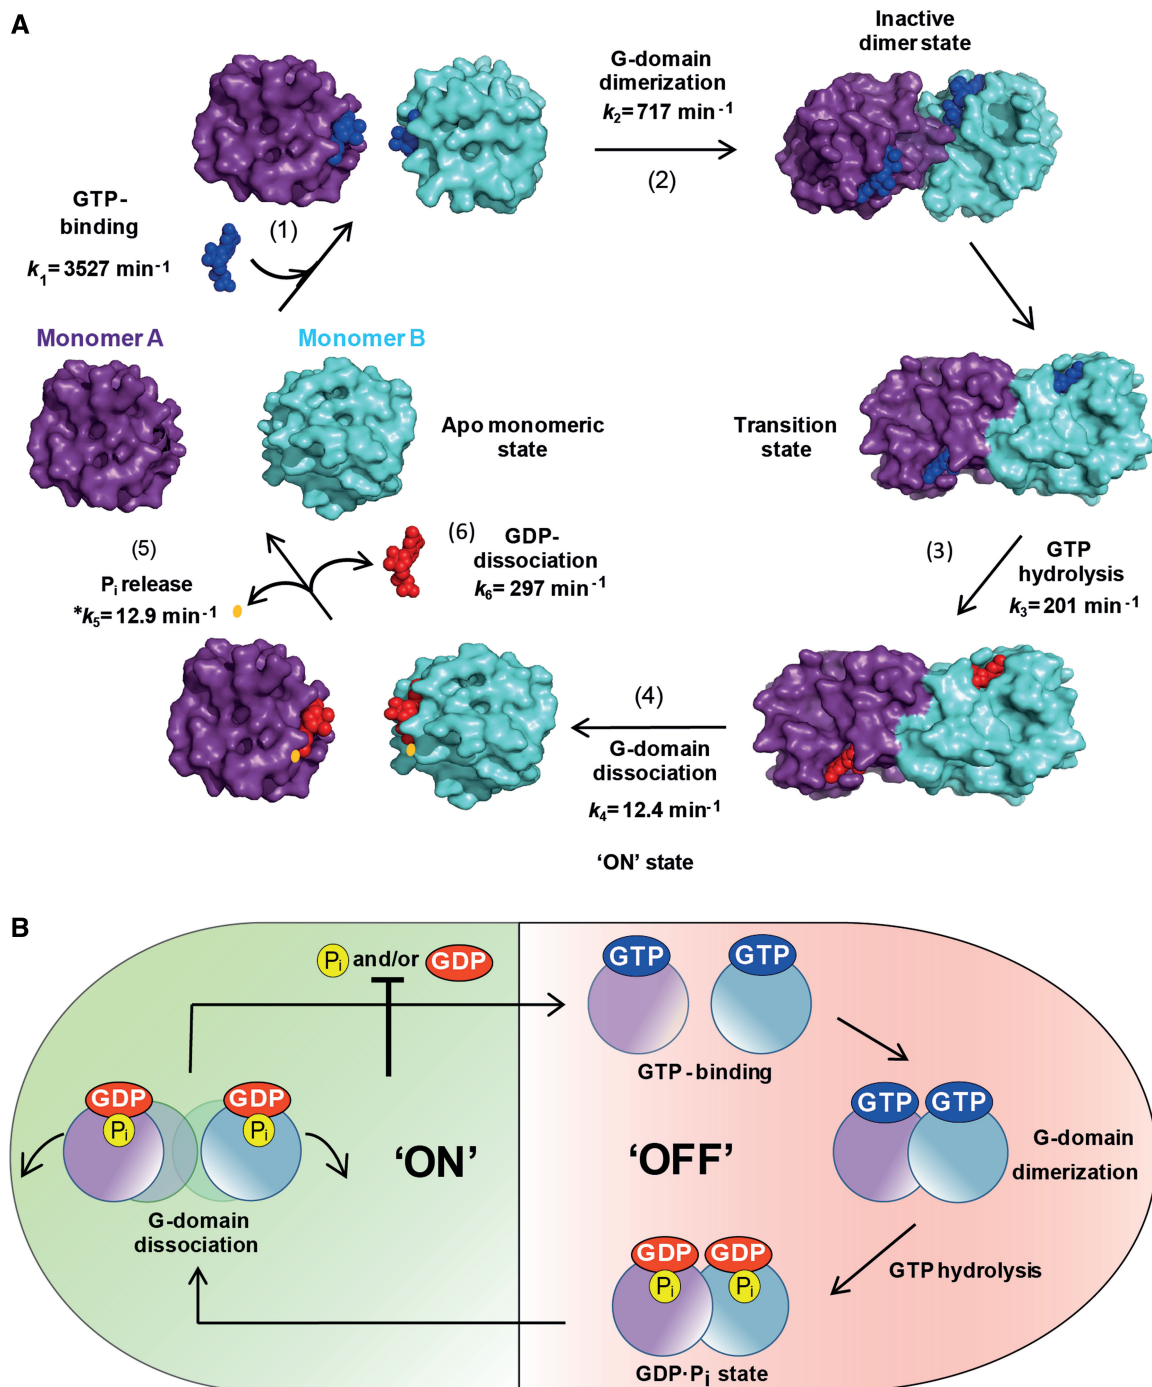 A
Inactive
dimer state
G-domain
dimerization
k2= 717 min-1
(2)
GTP-
binding
(1)
k1= 3527 min-1
Monomer A
Monomer B
Apo monomeric
state
Transition
state
(5)
(6)
GDP-
dissociation
k6= 297 min-1
Pi release
*k5= 12.9 min-1
(3)
GTP
hydrolysis
k3= 201 min-1
(4)
G-domain
dissociation
k4= 12.4 min-1
‘ON’ state
B
Pi and/or GDP
GTP GTP
GTP - binding
GTP GTP
G-domain
dimerization
GDP GDP
Pi Pi
‘ON’
‘OFF’
G-domain
dissociation
GDP GDP
Pi Pi
GTP hydrolysis
GDP·Pi state